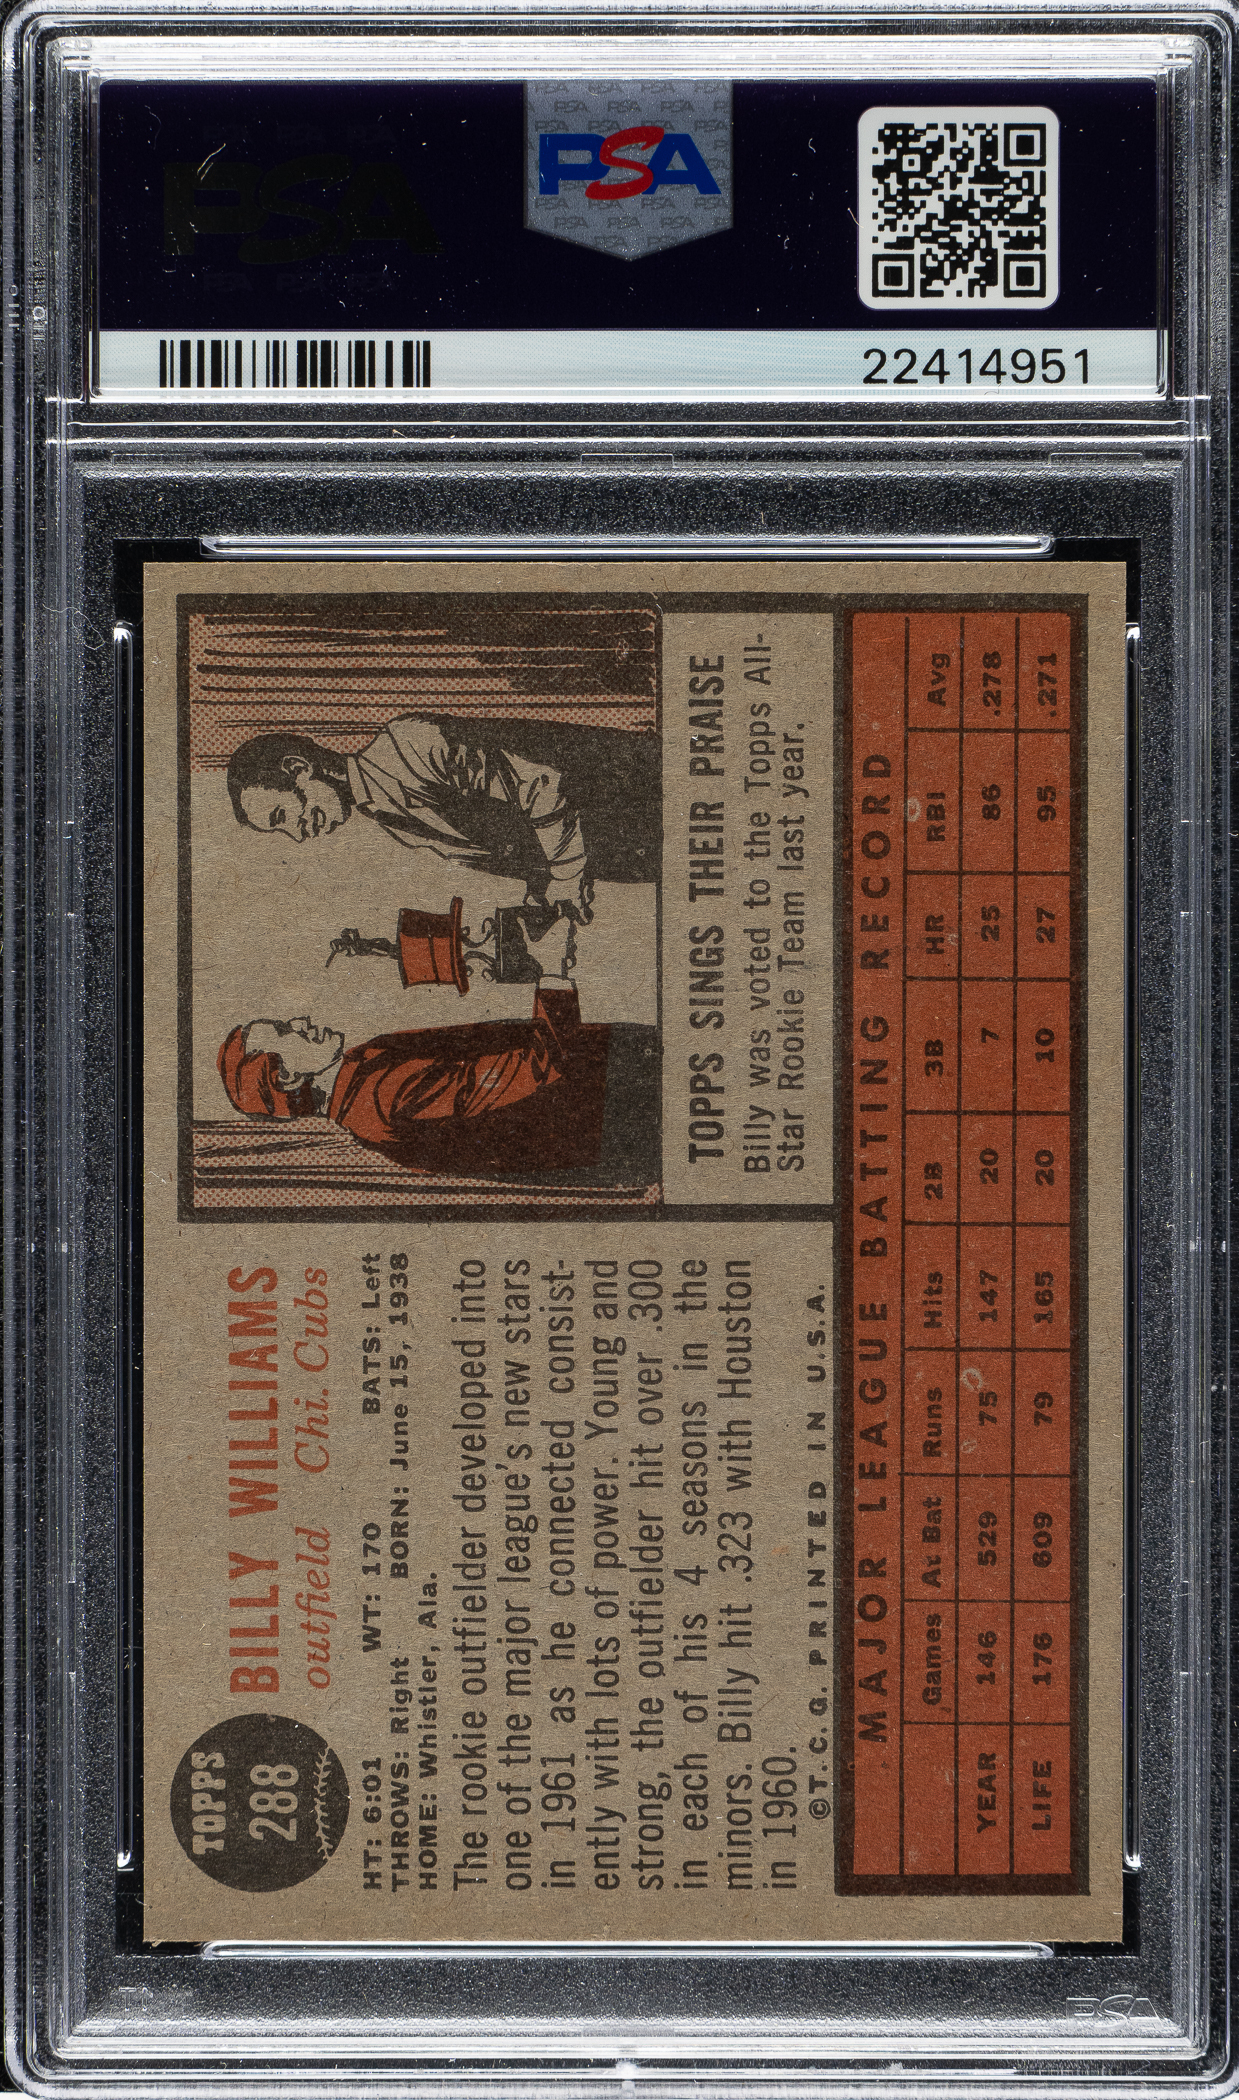 PSA
22414951
TOPPS
288
BILLY WILLIAMS
outfield Chi. Cubs
HT: 6:01 WT: 170 BATS: Left
THROWS: Right BORN: June 15, 1938
HOME: Whistler, Ala.
The rookie outfielder developed into
one of the major league's new stars
in 1961 as he connected consist-
ently with lots of power. Young and
strong, the outfielder hit over .300
in each of his 4 seasons in the
minors. Billy hit .323 with Houston
in 1960.
©T.C.G. PRINTED IN U.S.A.
TOPPS SINGS THEIR PRAISE
Billy was voted to the Topps All-
Star Rookie Team last year.
MAJOR LEAGUE BATTING RECORD
Games At Bat Runs Hits 2B 3B HR RBI Avg
YEAR 146 529 75 147 20 7 25 86 .278
LIFE 176 609 79 165 20 10 27 95 .271
PSA